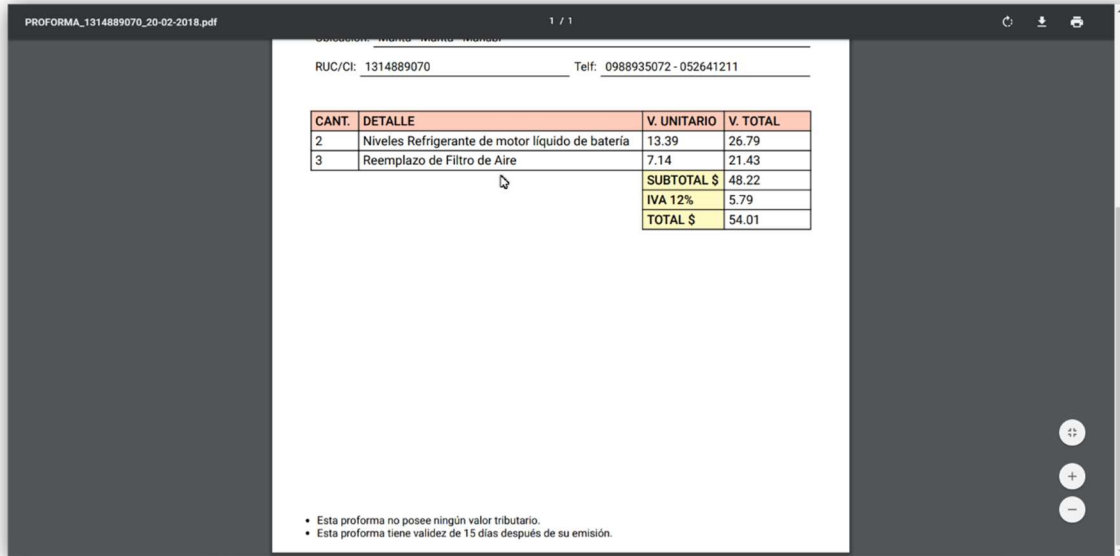 PROFORMA_1314889070_20-02-2018.pdf 1 / 1
RUC/CI: 1314889070 Telf: 0988935072 - 052641211
CANT. DETALLE V. UNITARIO V. TOTAL
2 Niveles Refrigerante de motor líquido de batería 13.39 26.79
3 Reemplazo de Filtro de Aire 7.14 21.43
SUBTOTAL $ 48.22
IVA 12% 5.79
TOTAL $ 54.01
• Esta proforma no posee ningún valor tributario.
• Esta proforma tiene validez de 15 días después de su emisión.